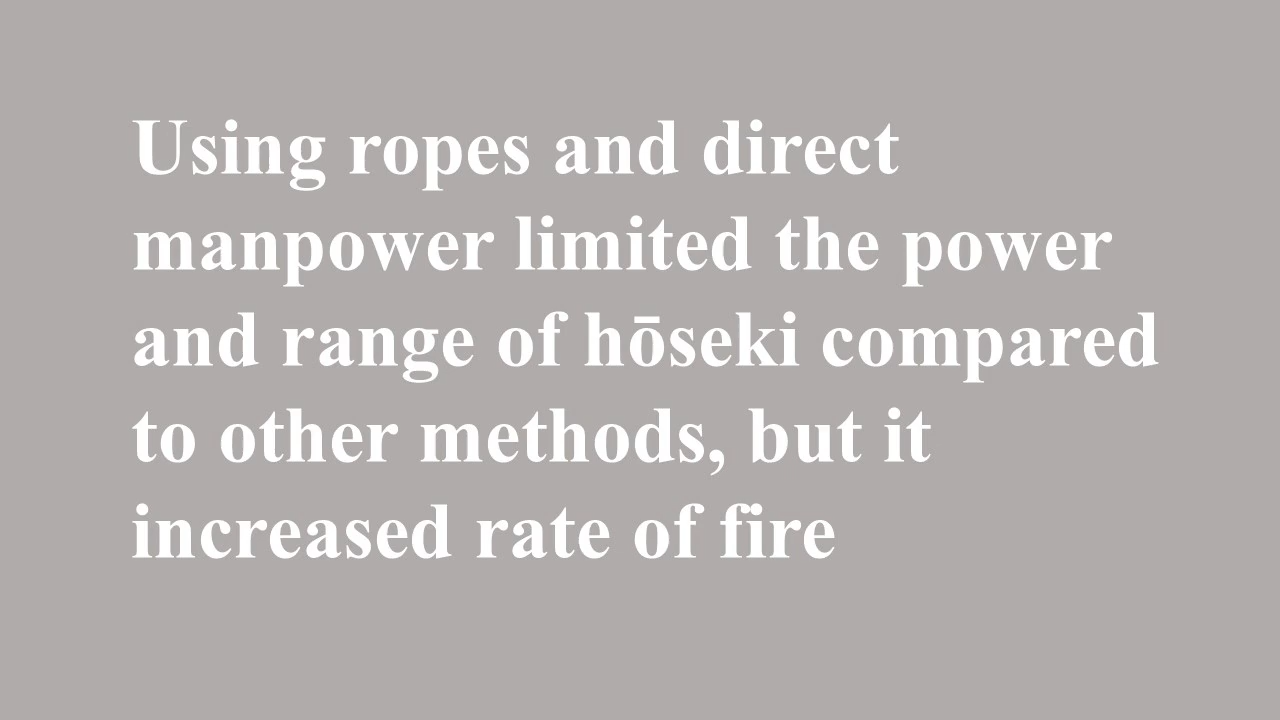 Using ropes and direct
manpower limited the power
and range of hōseki compared
to other methods, but it
increased rate of fire